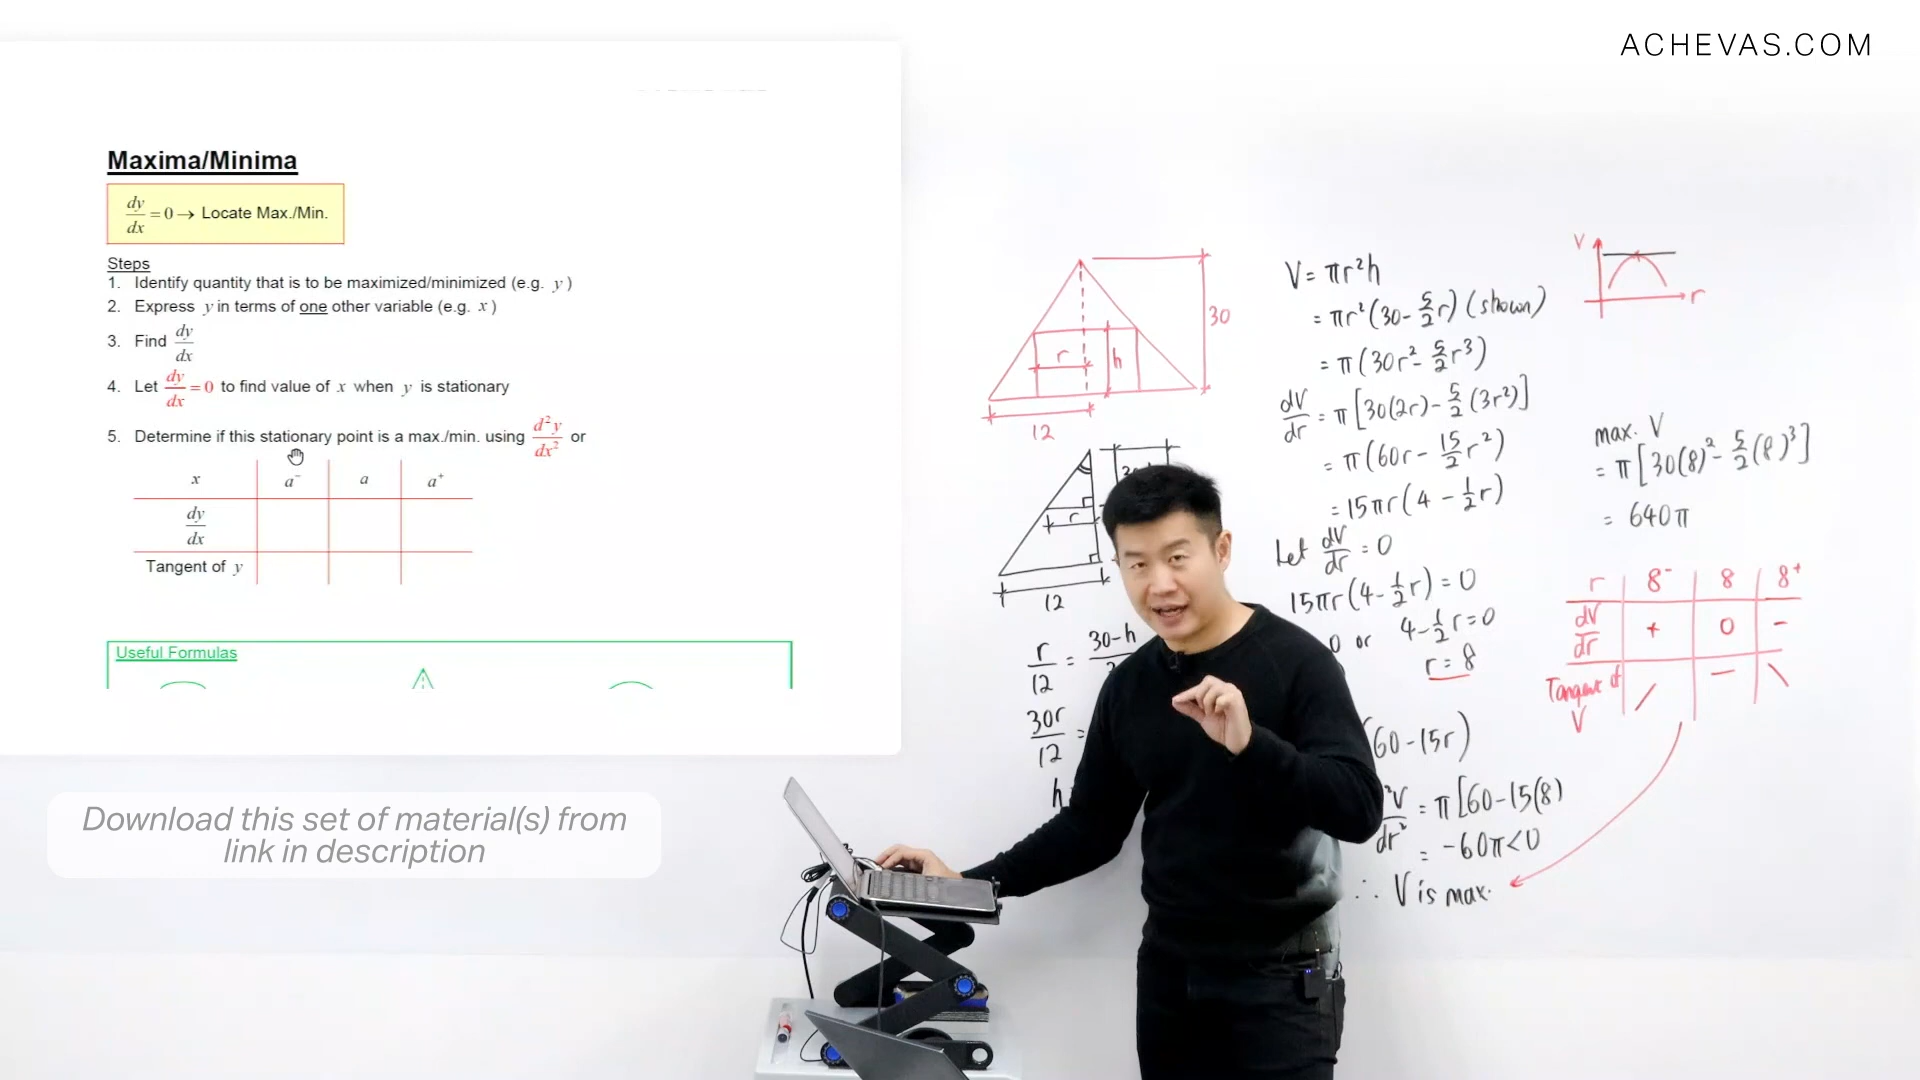 ACHEVAS.COM
Maxima/Minima
dy/dx = 0 → Locate Max./Min.
Steps
1. Identify quantity that is to be maximized/minimized (e.g. y)
2. Express y in terms of one other variable (e.g. x)
3. Find dy/dx
4. Let dy/dx = 0 to find value of x when y is stationary
5. Determine if this stationary point is a max./min. using d²y/dx² or
x a⁻ a a⁺
dy/dx
Tangent of y
Useful Formulas
Download this set of material(s) from
link in description
30
r h
12
r
12
r/12 = 30-h/
30r/12 =
h
V = πr²h
= πr²(30 - 5/2 r) (shown)
= π(30r² - 5/2 r³)
dV/dr = π[30(2r) - 5/2 (3r²)]
= π(60r - 15/2 r²)
= 15πr(4 - 1/2 r)
Let dV/dr = 0
15πr(4 - 1/2 r) = 0
0 or 4 - 1/2 r = 0
r = 8
60 - 15r)
²V/dr² = π[60 - 15(8)
= -60π < 0
∴ V is max.
V
r
max. V
= π[30(8)² - 5/2 (8)³]
= 640π
r 8⁻ 8 8⁺
dV/dr + 0 -
Tangent of V / — \